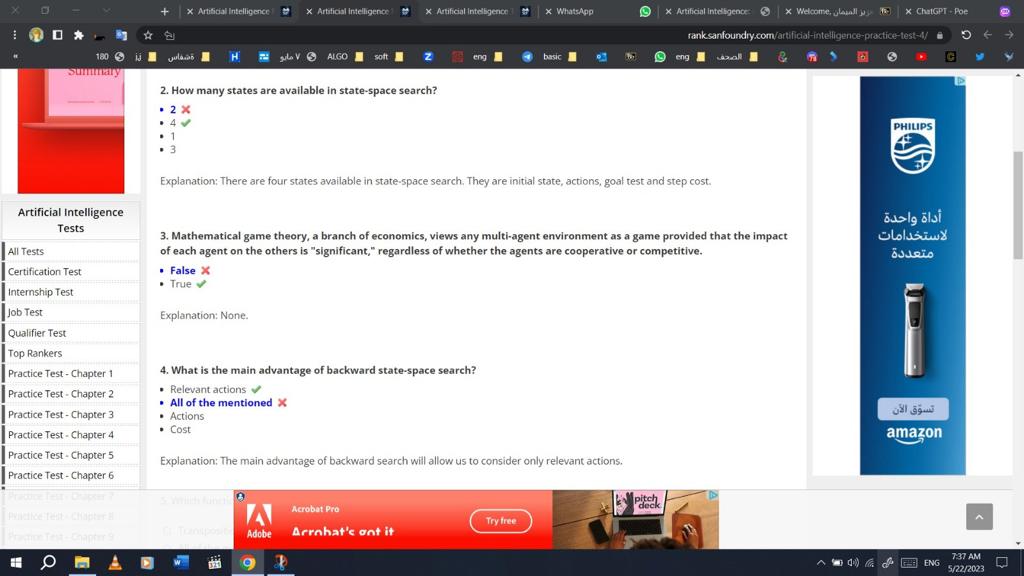 Artificial Intelligence
Artificial Intelligence
Artificial Intelligence
WhatsApp
Artificial Intelligence:
Welcome,
ChatGPT - Poe
rank.sanfoundry.com/artificial-intelligence-practice-test-4/
180
ثقشفاس
H
ALGO
soft
Z
eng
basic
eng
الصحف
Summary
2. How many states are available in state-space search?
2
4
1
3
Explanation: There are four states available in state-space search. They are initial state, actions, goal test and step cost.
Artificial Intelligence
Tests
All Tests
Certification Test
Internship Test
Job Test
Qualifier Test
Top Rankers
Practice Test - Chapter 1
Practice Test - Chapter 2
Practice Test - Chapter 3
Practice Test - Chapter 4
Practice Test - Chapter 5
Practice Test - Chapter 6
Practice Test - Chapter 7
Practice Test - Chapter 8
Practice Test - Chapter 9
3. Mathematical game theory, a branch of economics, views any multi-agent environment as a game provided that the impact
of each agent on the others is "significant," regardless of whether the agents are cooperative or competitive.
False
True
Explanation: None.
4. What is the main advantage of backward state-space search?
Relevant actions
All of the mentioned
Actions
Cost
Explanation: The main advantage of backward search will allow us to consider only relevant actions.
5. Which
PHILIPS
أداة واحدة
لاستخدامات
متعددة
تسوّق الآن
amazon
Adobe
Acrobat Pro
Acrobat's got it
Try free
pitch
deck
ENG
7:37 AM
5/22/2023